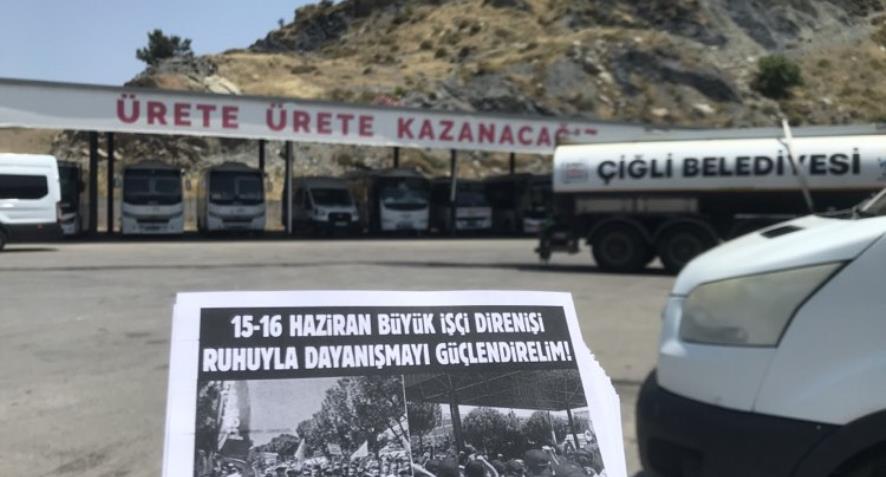 ÜRETE ÜRETE KAZANACAĞIZ
ÇİĞLİ BELEDİYESİ
15-16 HAZİRAN BÜYÜK İŞÇİ DİRENİŞİ
RUHUYLA DAYANIŞMAYI GÜÇLENDİRELİM!